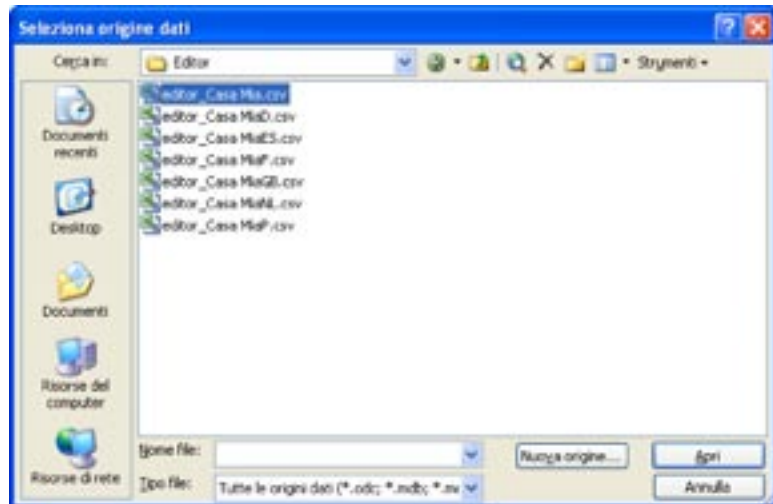 Seleziona origine dati
Cerca in:
Editor
Strumenti
editor_Casa Mia.csv
editor_Casa MiaD.csv
editor_Casa MiaES.csv
editor_Casa MiaF.csv
editor_Casa MiaGB.csv
editor_Casa MiaNL.csv
editor_Casa MiaP.csv
Documenti recenti
Desktop
Documenti
Risorse del computer
Risorse di rete
Nome file:
Nuova origine...
Apri
Tipo file:
Tutte le origini dati (*.odc; *.mdb; *.m
Annulla